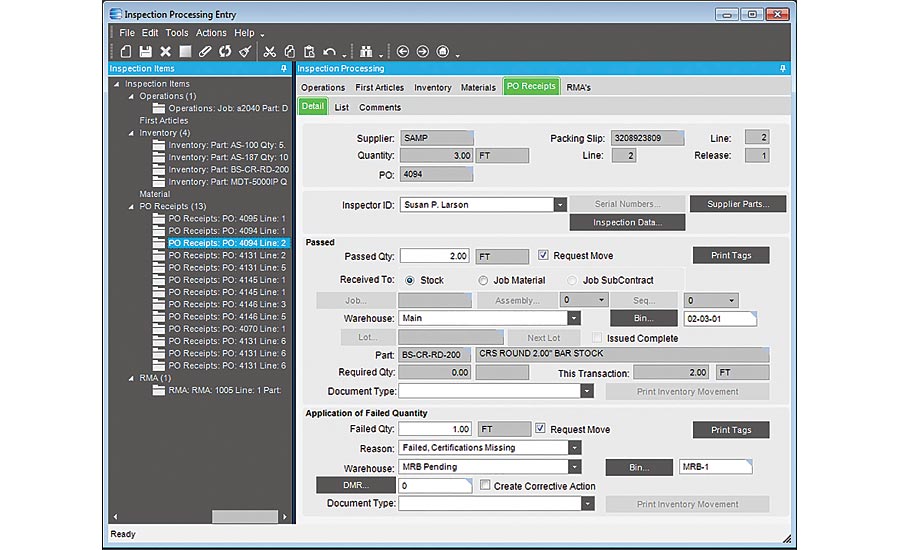 Inspection Processing Entry
File Edit Tools Actions Help
Inspection Items
Inspection Items
Operations (1)
Operations: Job: a2040 Part: D
First Articles
Inventory (4)
Inventory: Part: AS-100 Qty: 5.
Inventory: Part: AS-187 Qty: 10
Inventory: Part: BS-CR-RD-200
Inventory: Part: MDT-5000IP Q
Material
PO Receipts (13)
PO Receipts: PO: 4095 Line: 1
PO Receipts: PO: 4094 Line: 1
PO Receipts: PO: 4094 Line: 2
PO Receipts: PO: 4131 Line: 2
PO Receipts: PO: 4131 Line: 5
PO Receipts: PO: 4145 Line: 1
PO Receipts: PO: 4145 Line: 1
PO Receipts: PO: 4146 Line: 3
PO Receipts: PO: 4146 Line: 5
PO Receipts: PO: 4070 Line: 1
PO Receipts: PO: 4131 Line: 6
PO Receipts: PO: 4131 Line: 6
PO Receipts: PO: 4131 Line: 6
RMA (1)
RMA: RMA: 1005 Line: 1 Part:
Inspection Processing
Operations First Articles Inventory Materials PO Receipts RMA's
Detail List Comments
Supplier: SAMP Packing Slip: 3208923809 Line: 2
Quantity: 3.00 FT Line: 2 Release: 1
PO: 4094
Inspector ID: Susan P. Larson Serial Numbers... Supplier Parts...
Inspection Data...
Passed
Passed Qty: 2.00 FT Request Move Print Tags
Received To: Stock Job Material Job SubContract
Job... Assembly... 0 Seq... 0
Warehouse: Main Bin... 02-03-01
Lot... Next Lot Issued Complete
Part: BS-CR-RD-200 CRS ROUND 2.00" BAR STOCK
Required Qty: 0.00 This Transaction: 2.00 FT
Document Type: Print Inventory Movement
Application of Failed Quantity
Failed Qty: 1.00 FT Request Move Print Tags
Reason: Failed, Certifications Missing
Warehouse: MRB Pending Bin... MRB-1
DMR... 0 Create Corrective Action
Document Type: Print Inventory Movement
Ready